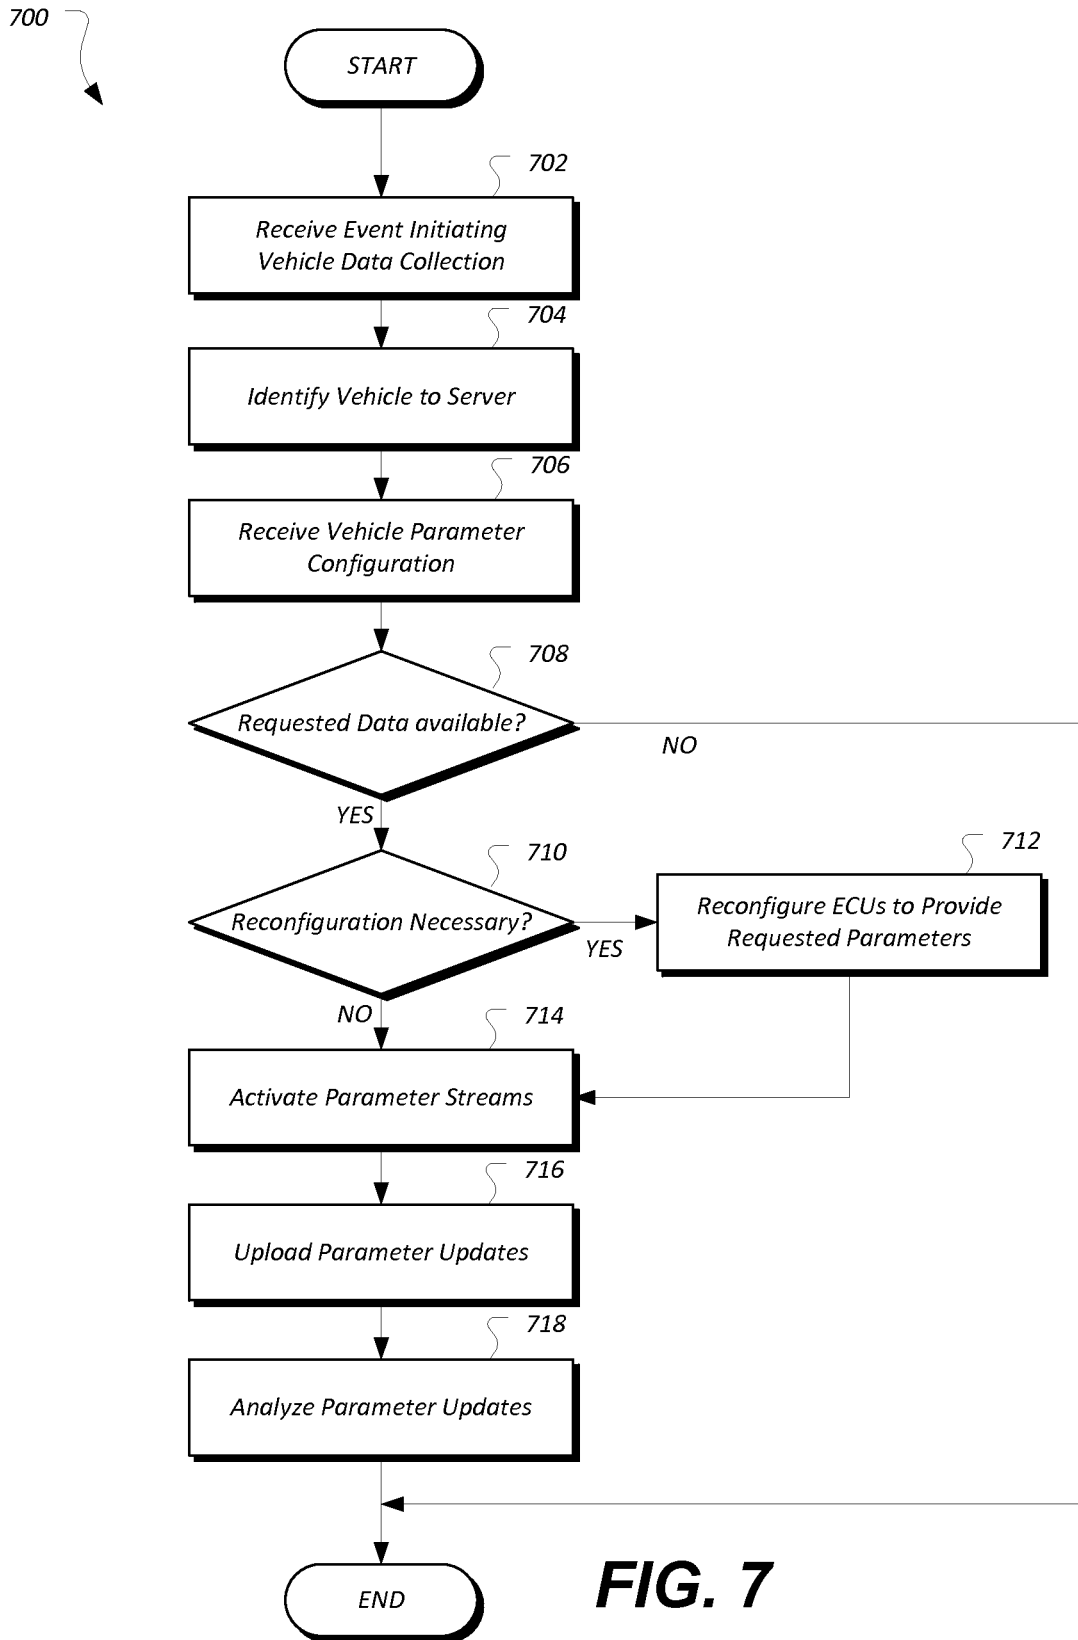 700
START
702
Receive Event Initiating
Vehicle Data Collection
704
Identify Vehicle to Server
706
Receive Vehicle Parameter
Configuration
708
Requested Data available?
NO
YES
710
Reconfiguration Necessary?
YES
712
Reconfigure ECUs to Provide
Requested Parameters
NO
714
Activate Parameter Streams
716
Upload Parameter Updates
718
Analyze Parameter Updates
END
FIG. 7